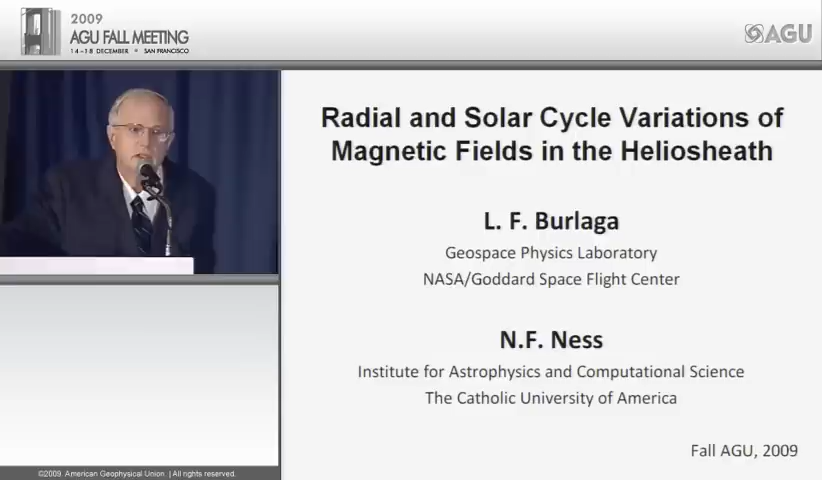 2009
AGU FALL MEETING
14–18 DECEMBER • SAN FRANCISCO
AGU
Radial and Solar Cycle Variations of
Magnetic Fields in the Heliosheath
L. F. Burlaga
Geospace Physics Laboratory
NASA/Goddard Space Flight Center
N.F. Ness
Institute for Astrophysics and Computational Science
The Catholic University of America
Fall AGU, 2009
©2009 American Geophysical Union | All rights reserved.